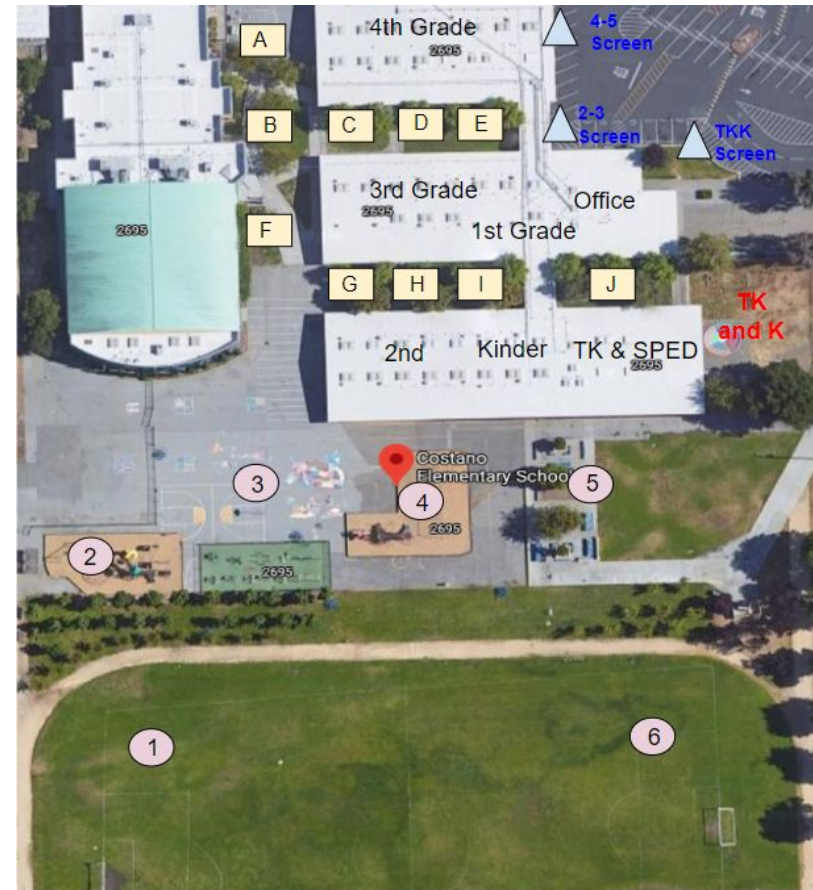 A
4th Grade
2695
4-5
Screen
B
C
D
E
2-3
Screen
TKK
Screen
3rd Grade
2695
Office
2695
F
1st Grade
G
H
I
J
TK
and K
2nd
Kinder
TK & SPED
2695
Costano
Elementary School
3
4
5
2695
2
2695
1
6